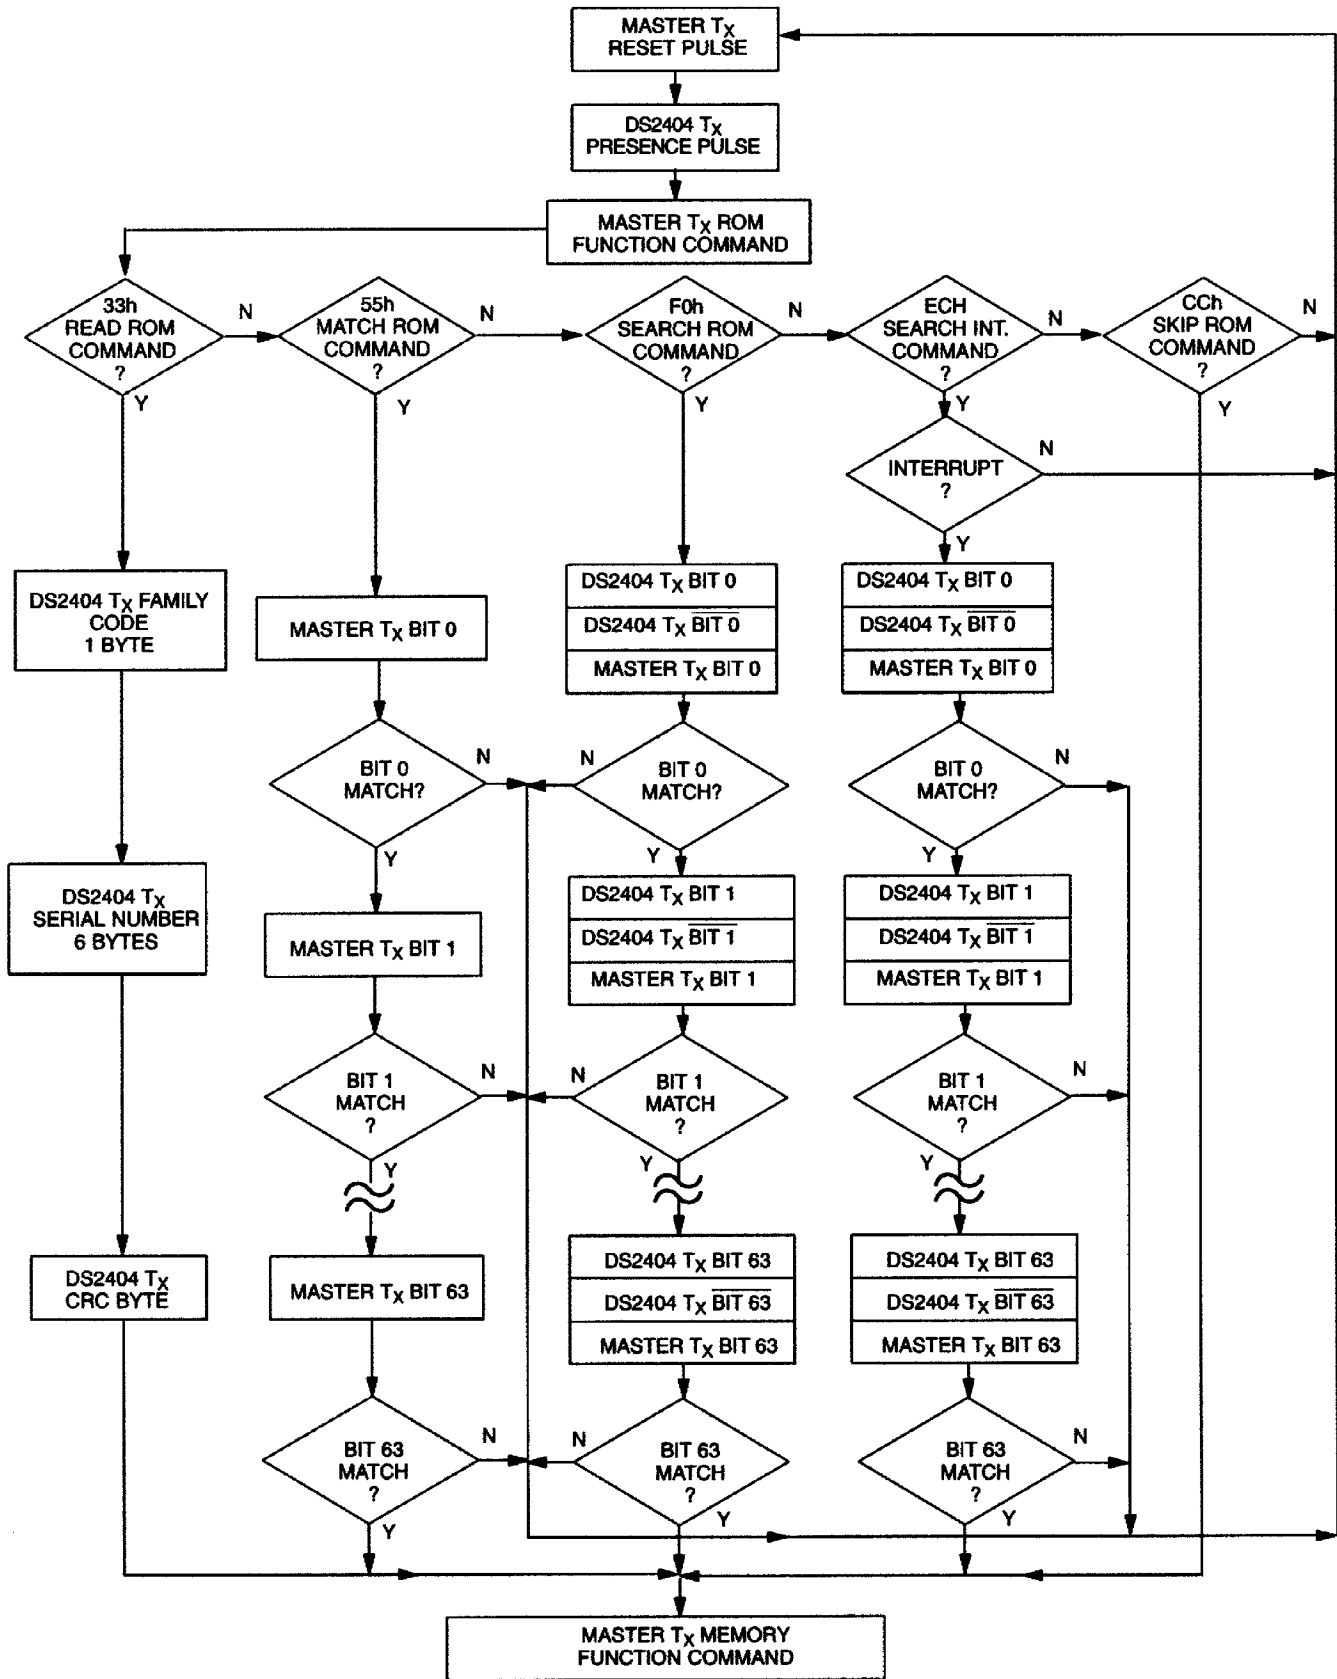 MASTER TX
RESET PULSE
DS2404 TX
PRESENCE PULSE
MASTER TX ROM
FUNCTION COMMAND
33h
READ ROM
COMMAND
?
N
Y
55h
MATCH ROM
COMMAND
?
N
Y
F0h
SEARCH ROM
COMMAND
?
N
Y
ECH
SEARCH INT.
COMMAND
?
N
Y
CCh
SKIP ROM
COMMAND
?
N
Y
INTERRUPT
?
N
Y
DS2404 TX FAMILY
CODE
1 BYTE
MASTER TX BIT 0
DS2404 TX BIT 0
DS2404 TX BIT 0
MASTER TX BIT 0
DS2404 TX BIT 0
DS2404 TX BIT 0
MASTER TX BIT 0
BIT 0
MATCH?
N
Y
BIT 0
MATCH?
N
Y
BIT 0
MATCH?
N
Y
DS2404 TX
SERIAL NUMBER
6 BYTES
MASTER TX BIT 1
DS2404 TX BIT 1
DS2404 TX BIT 1
MASTER TX BIT 1
DS2404 TX BIT 1
DS2404 TX BIT 1
MASTER TX BIT 1
BIT 1
MATCH
?
N
Y
BIT 1
MATCH
?
N
Y
BIT 1
MATCH
?
N
Y
DS2404 TX
CRC BYTE
MASTER TX BIT 63
DS2404 TX BIT 63
DS2404 TX BIT 63
MASTER TX BIT 63
DS2404 TX BIT 63
DS2404 TX BIT 63
MASTER TX BIT 63
BIT 63
MATCH
?
N
Y
BIT 63
MATCH
?
N
Y
BIT 63
MATCH
?
N
Y
MASTER TX MEMORY
FUNCTION COMMAND